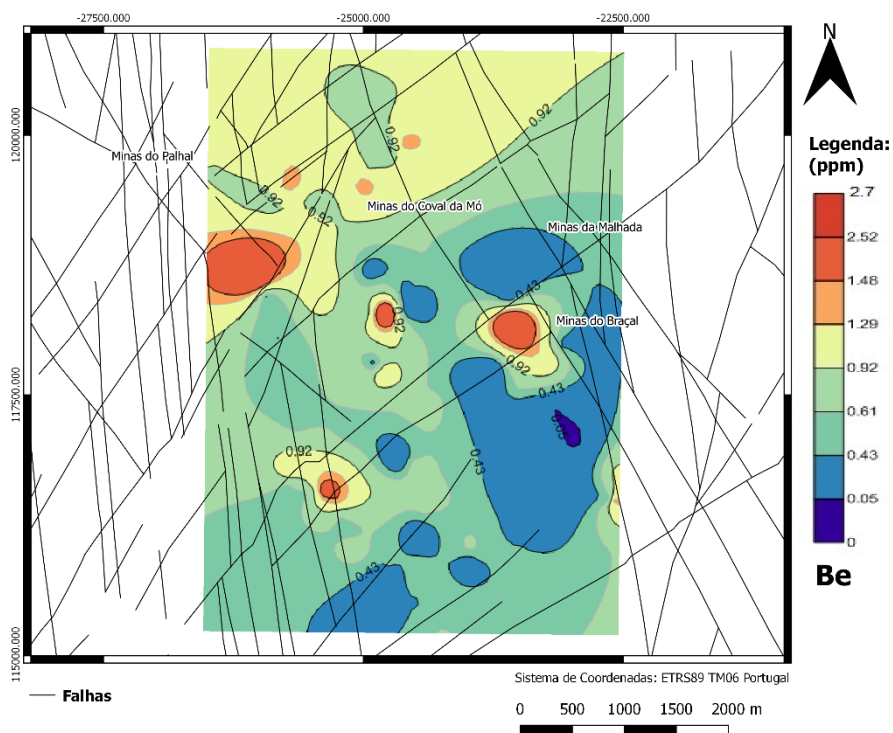 -27500.000 -25000.000 -22500.000
N
120000.000
117500.000
115000.000
0.92
0.92
Minas do Palhal
0.92
0.92
Minas do Coval da Mó
Minas da Malhada
0.43
0.92
Minas do Braçal
0.92
0.43
0.05
0.92
0.43
0.43
Legenda:
(ppm)
2.7
2.52
1.48
1.29
0.92
0.61
0.43
0.05
0
Be
Sistema de Coordenadas: ETRS89 TM06 Portugal
Falhas
0 500 1000 1500 2000 m